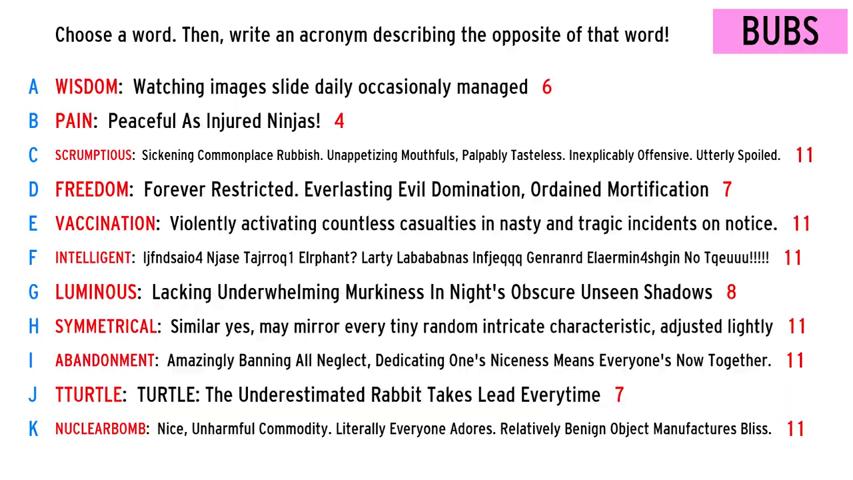 Choose a word. Then, write an acronym describing the opposite of that word!
BUBS
A WISDOM: Watching images slide daily occasionaly managed 6
B PAIN: Peaceful As Injured Ninjas! 4
C SCRUMPTIOUS: Sickening Commonplace Rubbish. Unappetizing Mouthfuls, Palpably Tasteless. Inexplicably Offensive. Utterly Spoiled. 11
D FREEDOM: Forever Restricted. Everlasting Evil Domination, Ordained Mortification 7
E VACCINATION: Violently activating countless casualties in nasty and tragic incidents on notice. 11
F INTELLIGENT: Ijfndsaio4 Njase Tajrroq1 Elrphant? Larty Labababnas Infjeqqq Genranrd Elaermin4shgin No Tqeuuu!!!!! 11
G LUMINOUS: Lacking Underwhelming Murkiness In Night's Obscure Unseen Shadows 8
H SYMMETRICAL: Similar yes, may mirror every tiny random intricate characteristic, adjusted lightly 11
I ABANDONMENT: Amazingly Banning All Neglect, Dedicating One's Niceness Means Everyone's Now Together. 11
J TTURTLE: TURTLE: The Underestimated Rabbit Takes Lead Everytime 7
K NUCLEARBOMB: Nice, Unharmful Commodity. Literally Everyone Adores. Relatively Benign Object Manufactures Bliss. 11